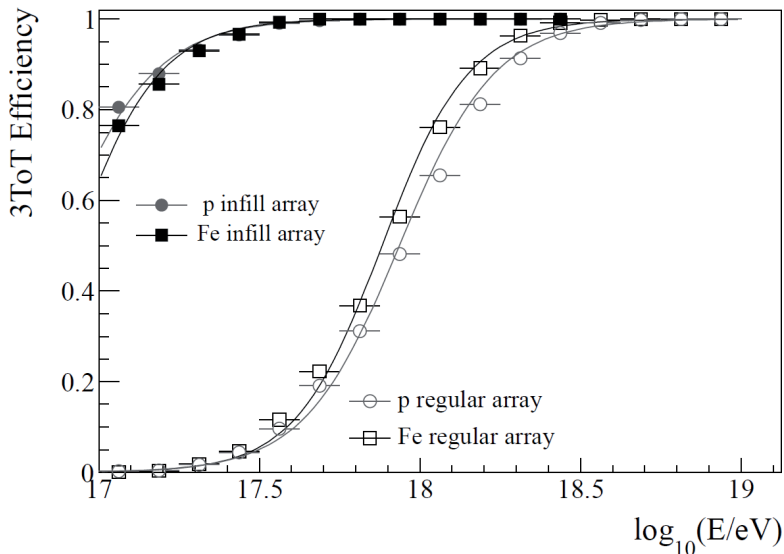 3ToT Efficiency
1
0.8
0.6
0.4
0.2
0
p infill array
Fe infill array
p regular array
Fe regular array
17
17.5
18
18.5
19
log₁₀(E/eV)